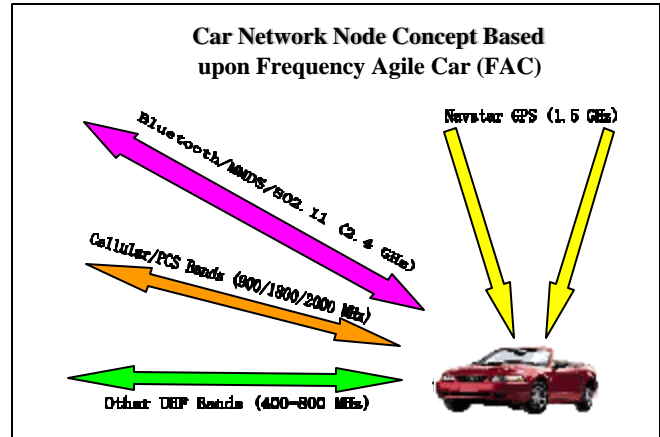 Car Network Node Concept Based
upon Frequency Agile Car (FAC)
Navstar GPS (1.5 GHz)
Bluetooth/MMDS/802.11 (2.4 GHz)
Cellular/PCS Bands (900/1800/2000 MHz)
Other UHF Bands (400-800 MHz)